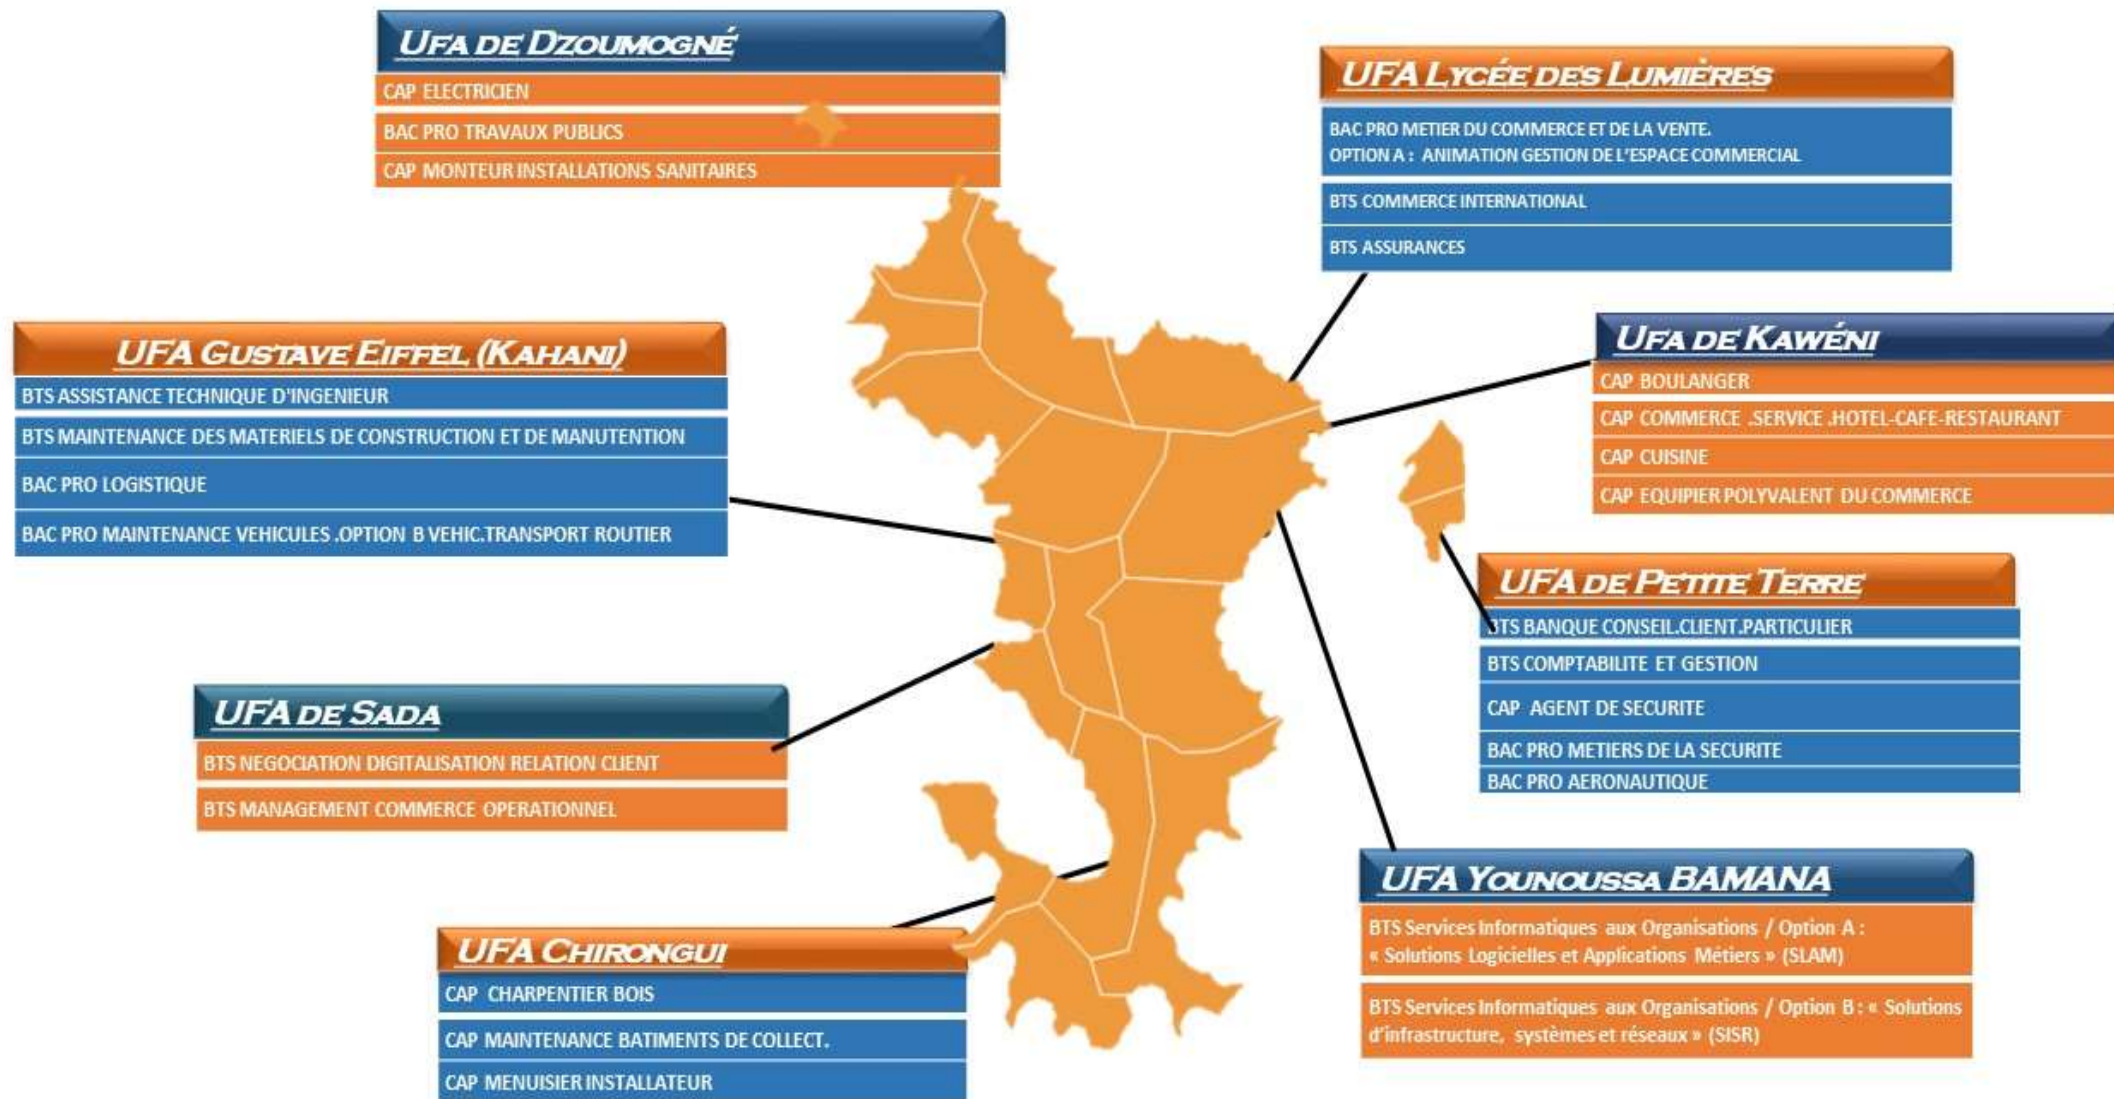 UFA DE DZOUMOGNÉ
CAP ELECTRICIEN
BAC PRO TRAVAUX PUBLICS
CAP MONTEUR INSTALLATIONS SANITAIRES
UFA LYCÉE DES LUMIÈRES
BAC PRO METIER DU COMMERCE ET DE LA VENTE.
OPTION A : ANIMATION GESTION DE L'ESPACE COMMERCIAL
BTS COMMERCE INTERNATIONAL
BTS ASSURANCES
UFA GUSTAVE EIFFEL (KAHANI)
BTS ASSISTANCE TECHNIQUE D'INGENIEUR
BTS MAINTENANCE DES MATERIELS DE CONSTRUCTION ET DE MANUTENTION
BAC PRO LOGISTIQUE
BAC PRO MAINTENANCE VEHICULES .OPTION B VEHIC.TRANSPORT ROUTIER
UFA DE KAWÉNI
CAP BOULANGER
CAP COMMERCE .SERVICE .HOTEL-CAFE-RESTAURANT
CAP CUISINE
CAP EQUIPIER POLYVALENT DU COMMERCE
UFA DE PETITE TERRE
BTS BANQUE CONSEIL.CLIENT.PARTICULIER
BTS COMPTABILITE ET GESTION
CAP AGENT DE SECURITE
BAC PRO METIERS DE LA SECURITE
BAC PRO AERONAUTIQUE
UFA DE SADA
BTS NEGOCIATION DIGITALISATION RELATION CLIENT
BTS MANAGEMENT COMMERCE OPERATIONNEL
UFA YOUNOUSSA BAMANA
BTS Services Informatiques aux Organisations / Option A :
« Solutions Logicielles et Applications Métiers » (SLAM)
BTS Services Informatiques aux Organisations / Option B : « Solutions
d'infrastructure, systèmes et réseaux » (SISR)
UFA CHIRONGUI
CAP CHARPENTIER BOIS
CAP MAINTENANCE BATIMENTS DE COLLECT.
CAP MENUISIER INSTALLATEUR